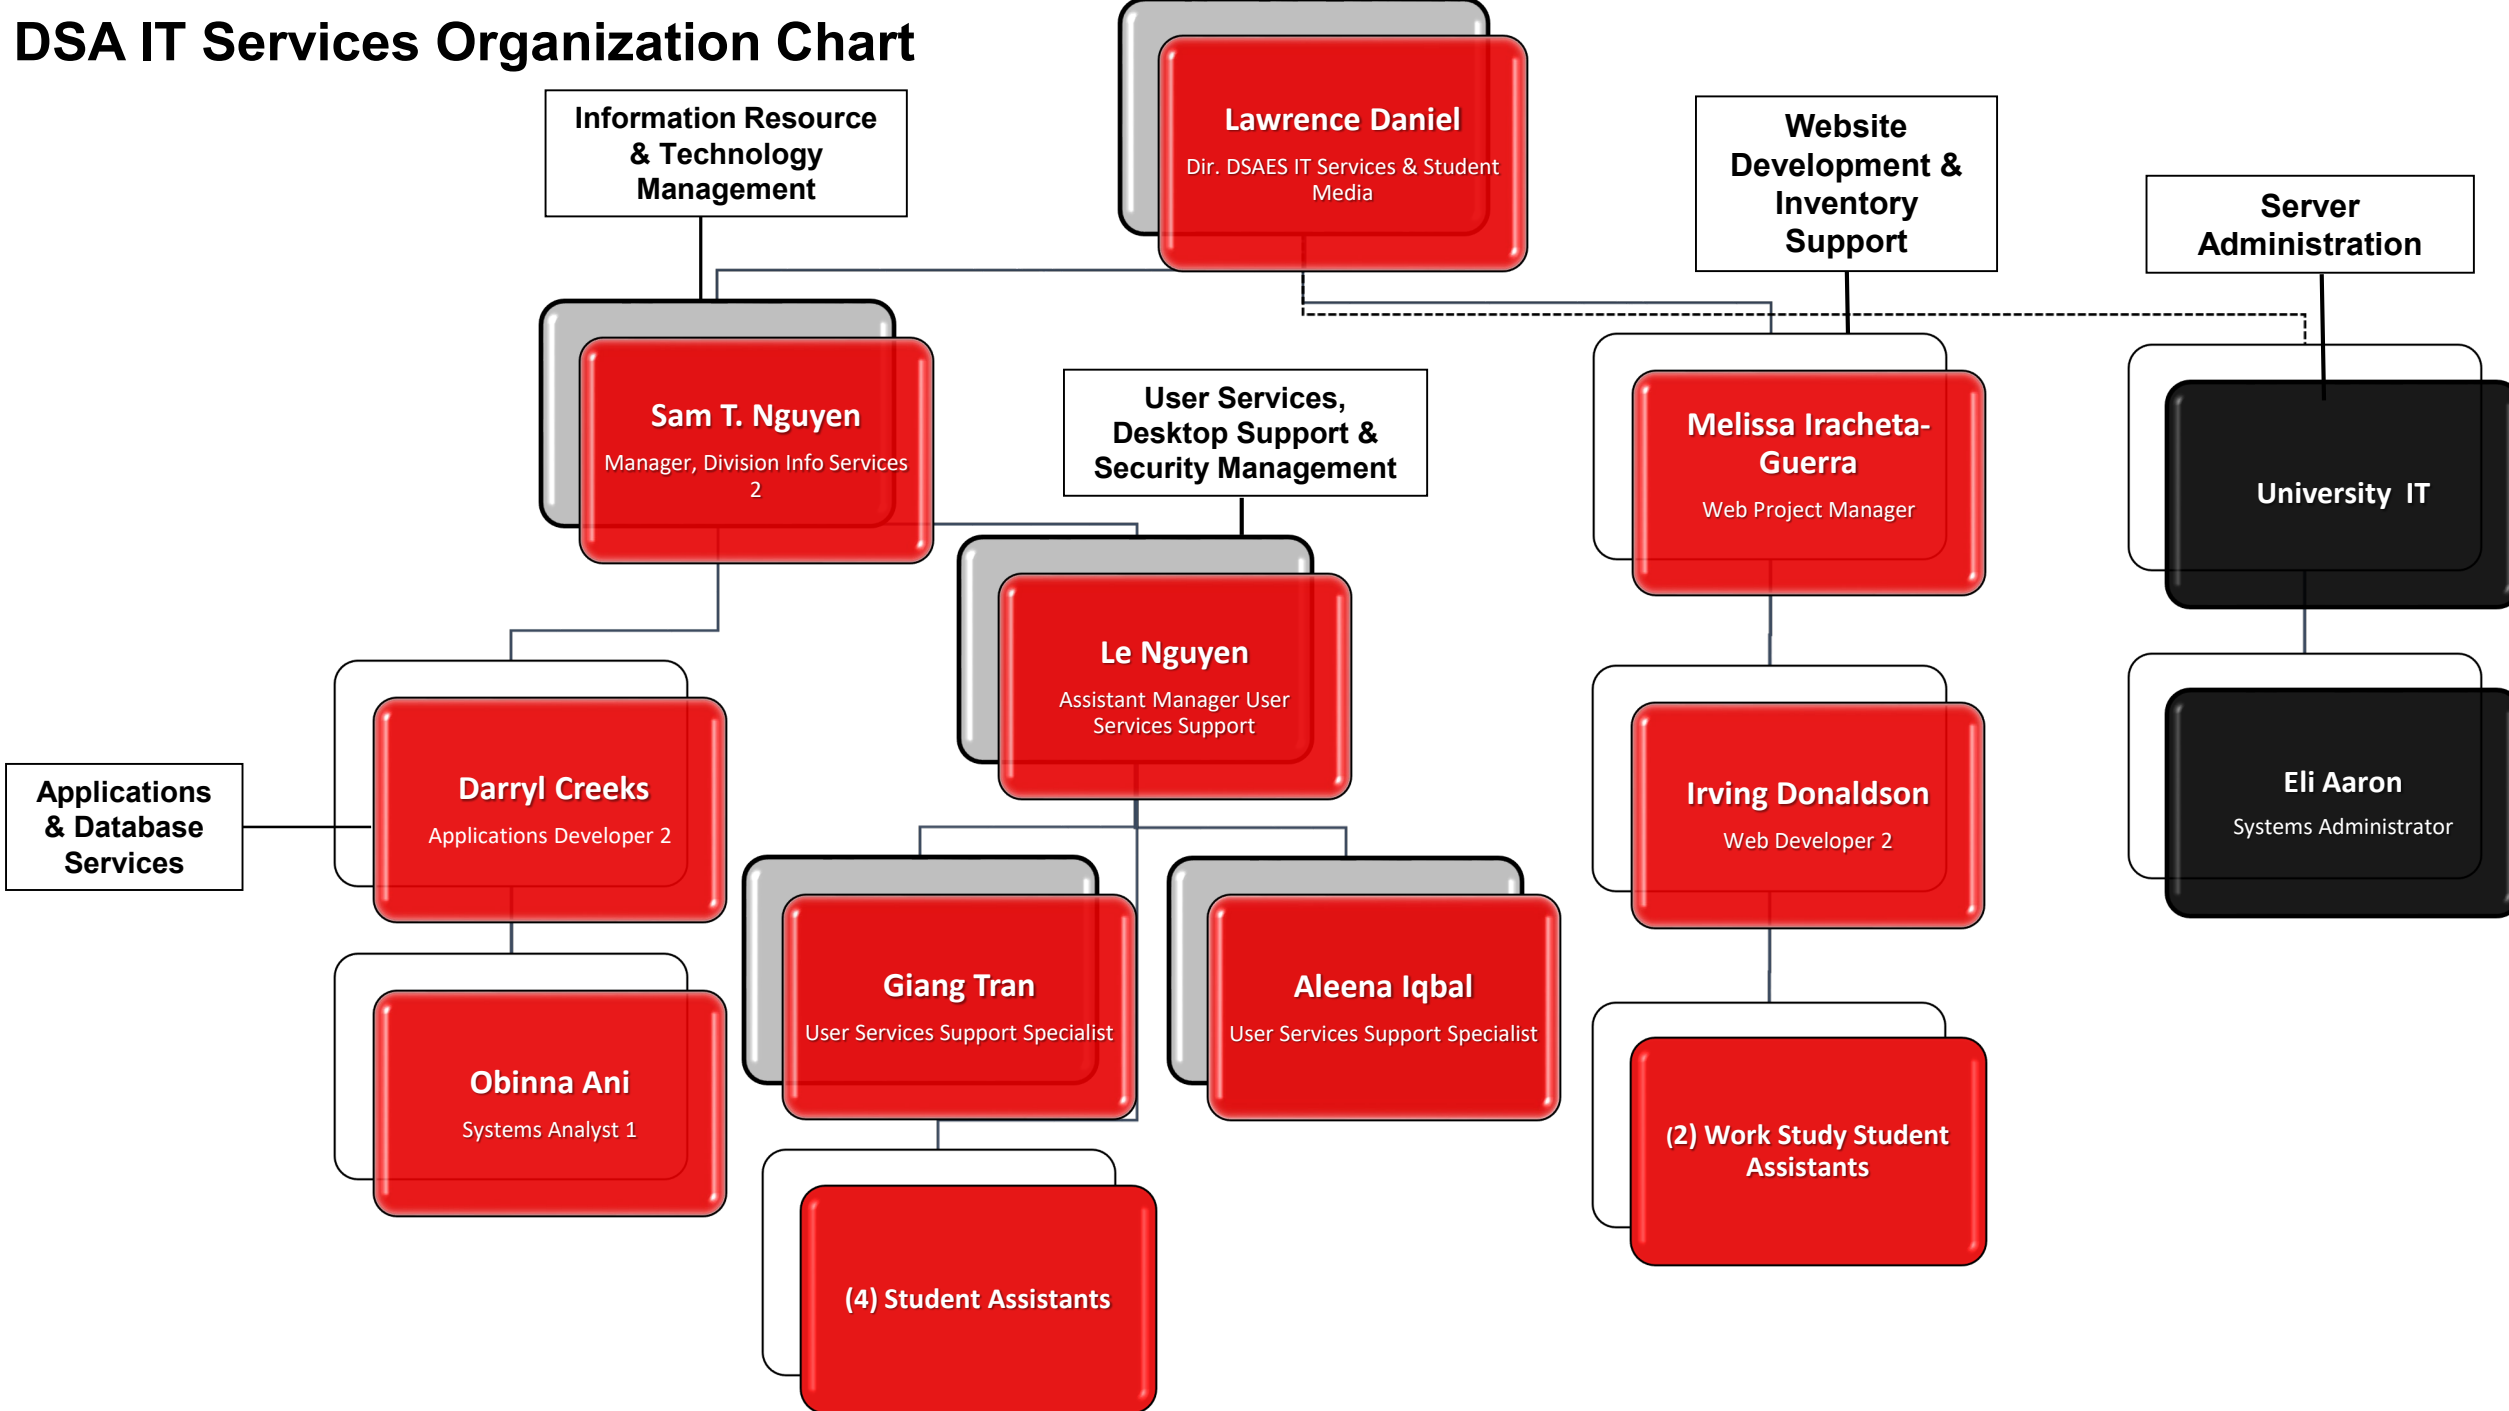 DSA IT Services Organization Chart
Lawrence Daniel
Dir. DSAES IT Services & Student
Media
Information Resource
& Technology
Management
Website
Development &
Inventory
Support
Server
Administration
Sam T. Nguyen
Manager, Division Info Services
2
User Services,
Desktop Support &
Security Management
Melissa Iracheta-
Guerra
Web Project Manager
University IT
Le Nguyen
Assistant Manager User
Services Support
Applications
& Database
Services
Darryl Creeks
Applications Developer 2
Irving Donaldson
Web Developer 2
Eli Aaron
Systems Administrator
Obinna Ani
Systems Analyst 1
Giang Tran
User Services Support Specialist
Aleena Iqbal
User Services Support Specialist
(2) Work Study Student
Assistants
(4) Student Assistants